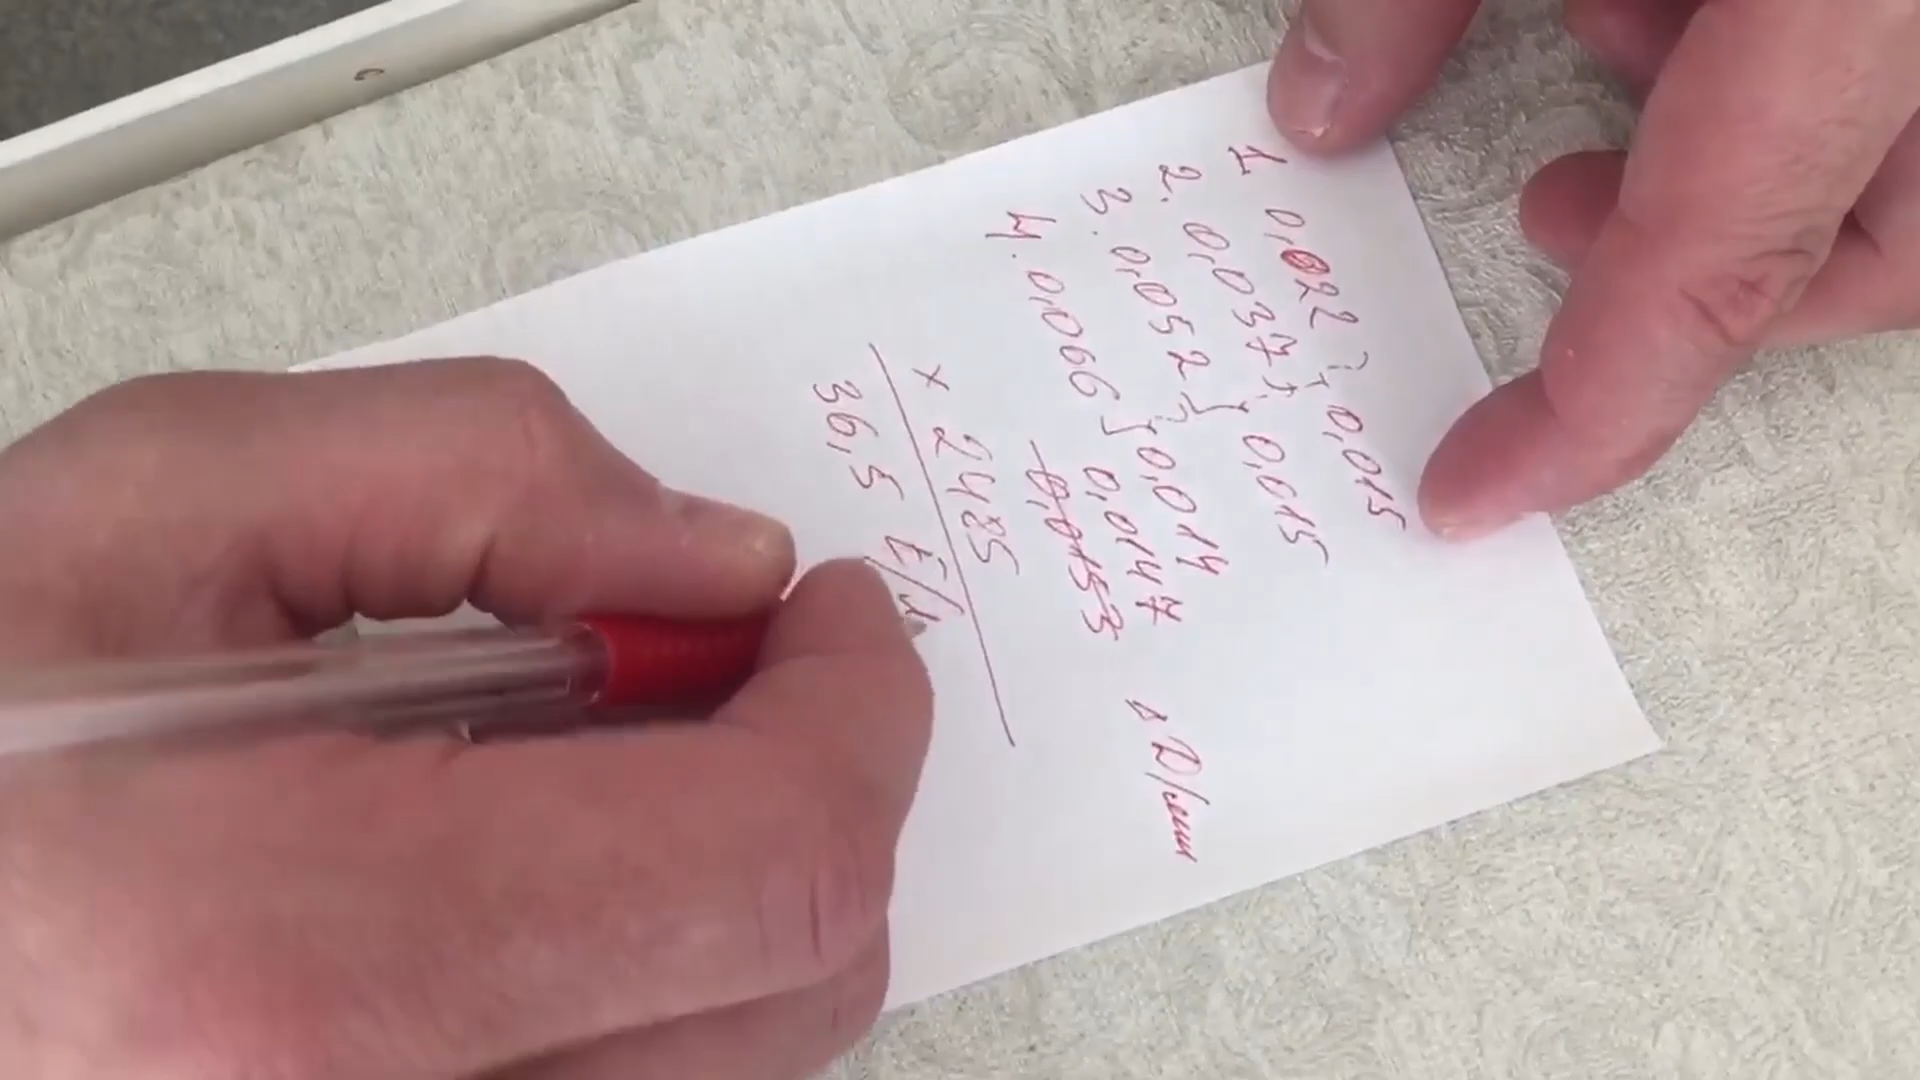 1 0,022 } 0,015
2. 0,037 } 0,015
3. 0,052 } 0,014
4. 0,066 0,0147 D/мин
0,0153
× 2485
36,5 E/л